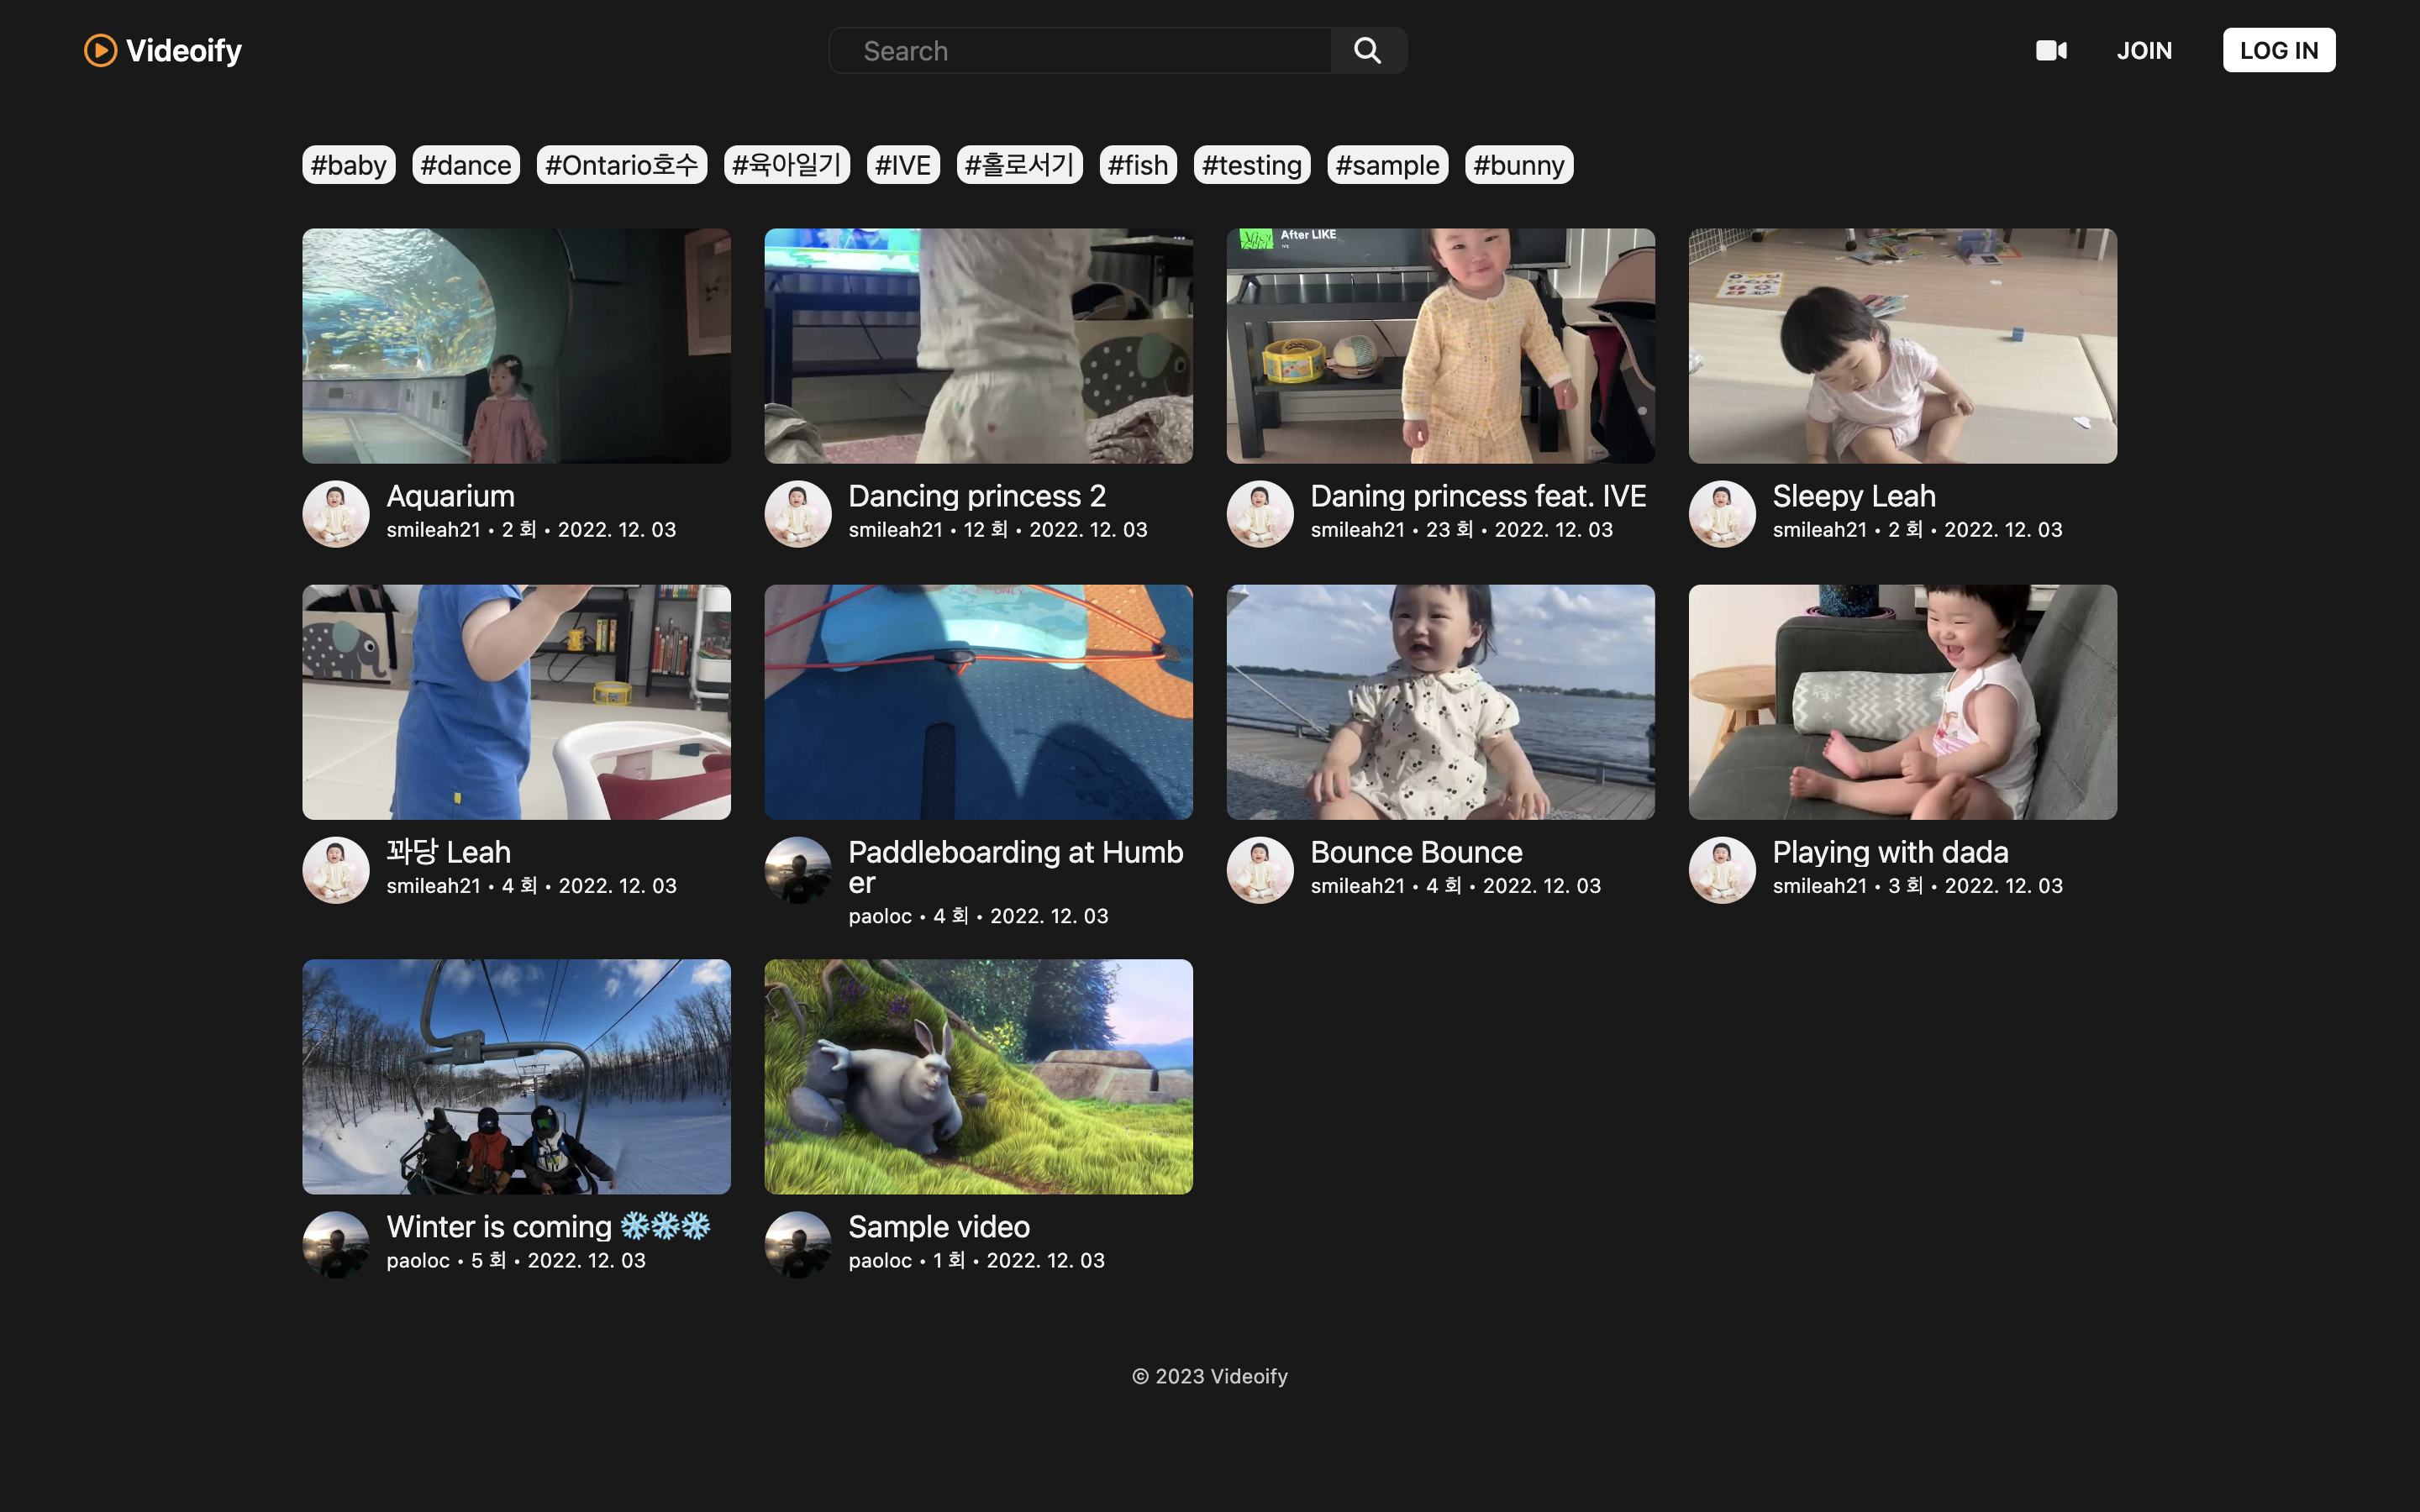 Videoify
Search
JOIN
LOG IN
#baby #dance #Ontario호수 #육아일기 #IVE #홀로서기 #fish #testing #sample #bunny
After LIKE
Aquarium
smileah21 • 2 회 • 2022. 12. 03
Dancing princess 2
smileah21 • 12 회 • 2022. 12. 03
Daning princess feat. IVE
smileah21 • 23 회 • 2022. 12. 03
Sleepy Leah
smileah21 • 2 회 • 2022. 12. 03
ONLY
꽈당 Leah
smileah21 • 4 회 • 2022. 12. 03
Paddleboarding at Humb
er
paoloc • 4 회 • 2022. 12. 03
Bounce Bounce
smileah21 • 4 회 • 2022. 12. 03
Playing with dada
smileah21 • 3 회 • 2022. 12. 03
Winter is coming ❄️❄️❄️
paoloc • 5 회 • 2022. 12. 03
Sample video
paoloc • 1 회 • 2022. 12. 03
© 2023 Videoify